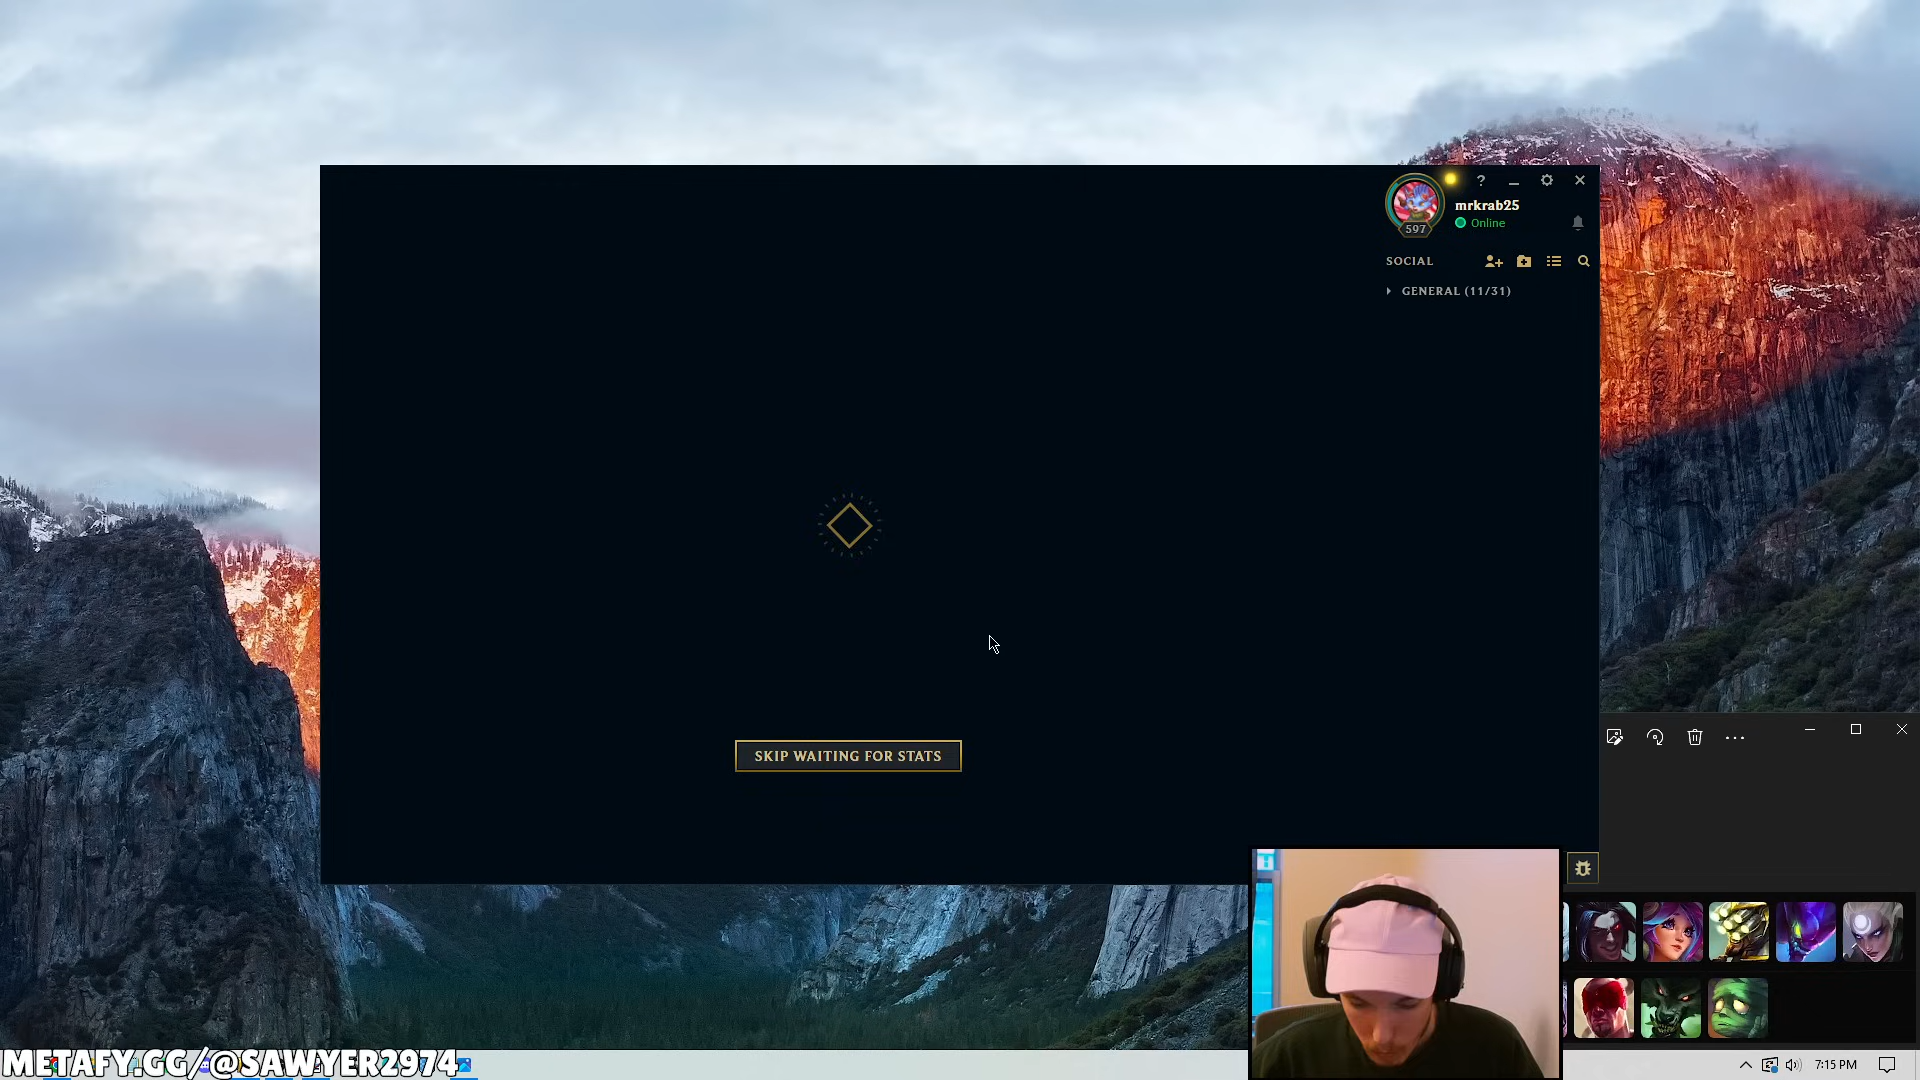 ?
mrkrab25
Online
597
SOCIAL
GENERAL (11/31)
SKIP WAITING FOR STATS
METAFY.GG/@SAWYER2974
7:15 PM